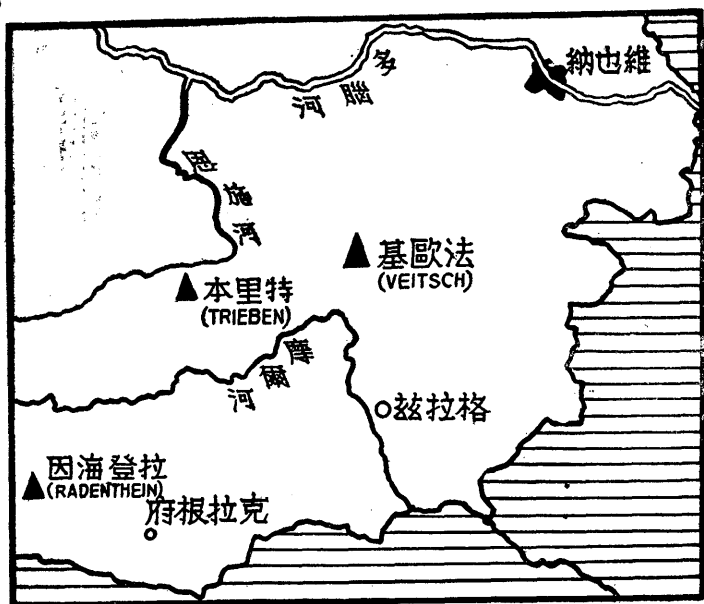 維也納
多腦河
恩施河
法歐基
(VEITSCH)
特里本
(TRIEBEN)
摩爾河
格拉茲
拉登海因
(RADENTHEIN)
克拉根府